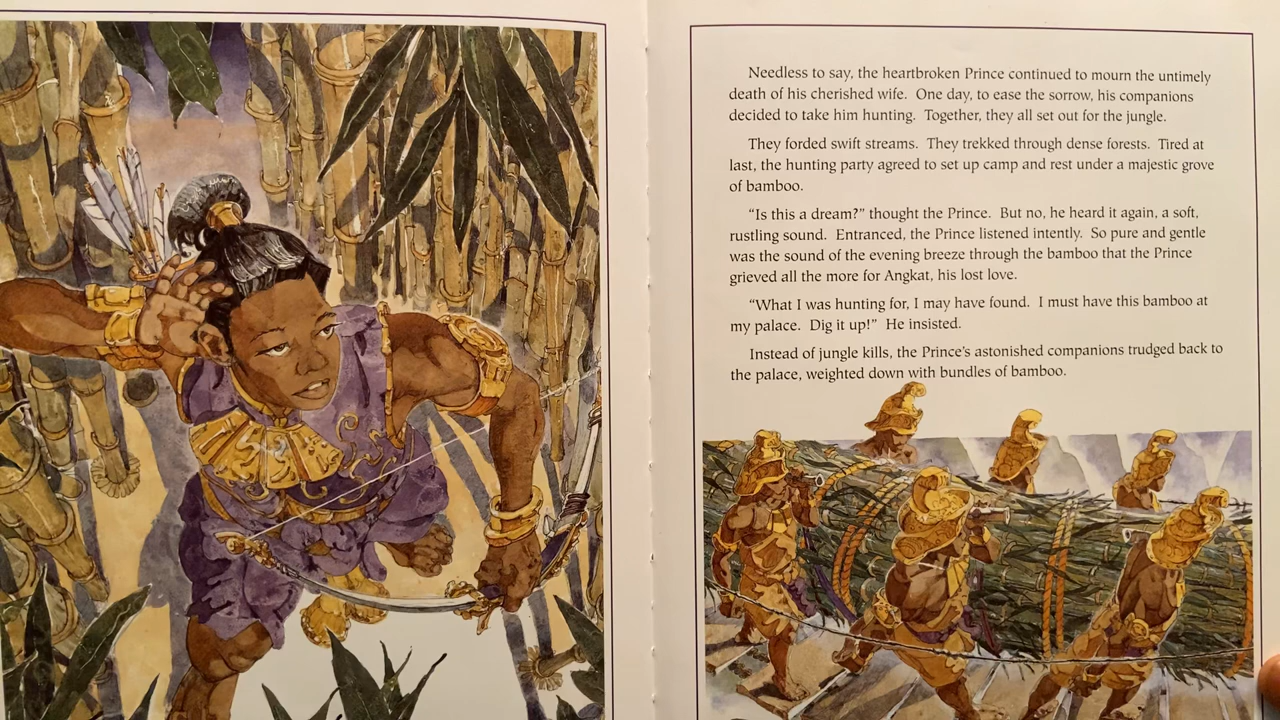 Needless to say, the heartbroken Prince continued to mourn the untimely
death of his cherished wife. One day, to ease the sorrow, his companions
decided to take him hunting. Together, they all set out for the jungle.
They forded swift streams. They trekked through dense forests. Tired at
last, the hunting party agreed to set up camp and rest under a majestic grove
of bamboo.
“Is this a dream?” thought the Prince. But no, he heard it again, a soft,
rustling sound. Entranced, the Prince listened intently. So pure and gentle
was the sound of the evening breeze through the bamboo that the Prince
grieved all the more for Angkat, his lost love.
“What I was hunting for, I may have found. I must have this bamboo at
my palace. Dig it up!” He insisted.
Instead of jungle kills, the Prince’s astonished companions trudged back to
the palace, weighted down with bundles of bamboo.